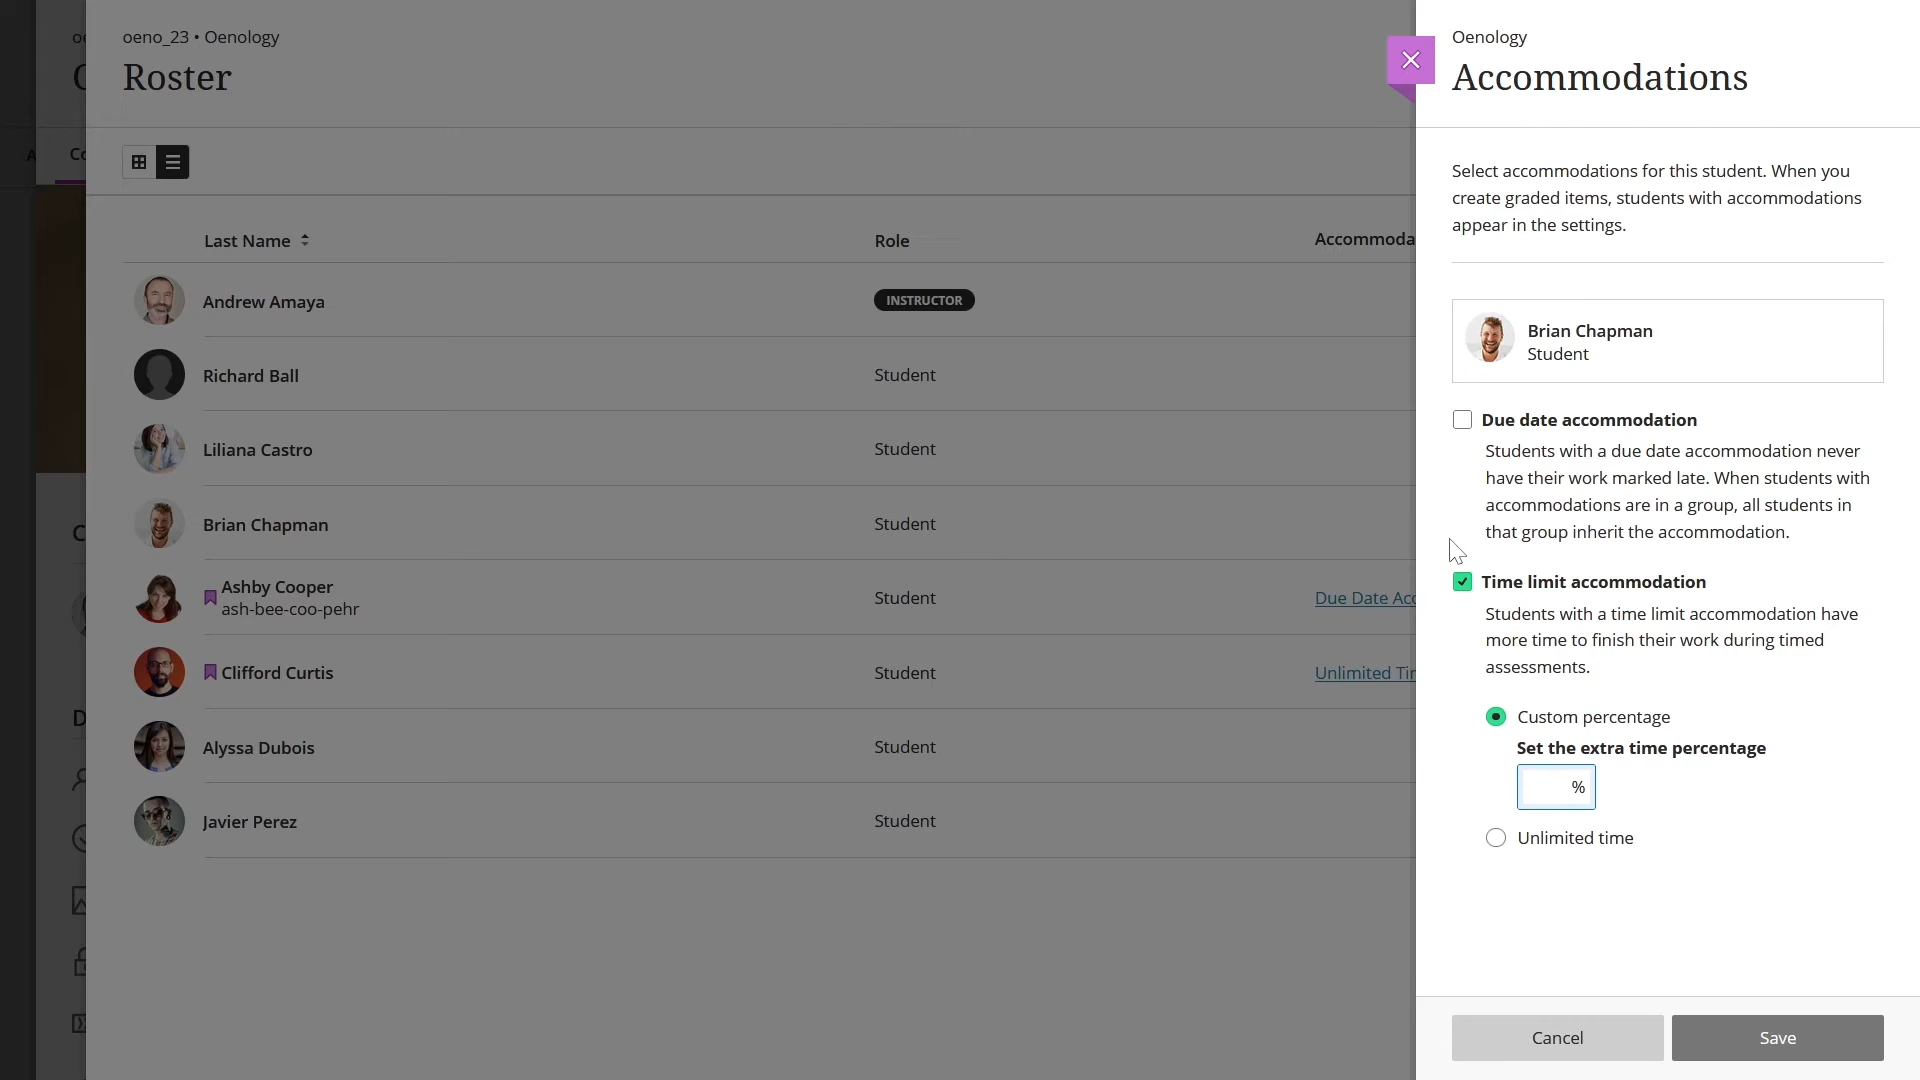 oeno_23 • Oenology
Roster
Last Name
Role
Accommoda
Andrew Amaya
INSTRUCTOR
Richard Ball
Student
Liliana Castro
Student
Brian Chapman
Student
Ashby Cooper
ash-bee-coo-pehr
Student
Due Date Acc
Clifford Curtis
Student
Unlimited Tim
Alyssa Dubois
Student
Javier Perez
Student
Oenology
Accommodations
Select accommodations for this student. When you
create graded items, students with accommodations
appear in the settings.
Brian Chapman
Student
Due date accommodation
Students with a due date accommodation never
have their work marked late. When students with
accommodations are in a group, all students in
that group inherit the accommodation.
Time limit accommodation
Students with a time limit accommodation have
more time to finish their work during timed
assessments.
Custom percentage
Set the extra time percentage
%
Unlimited time
Cancel
Save